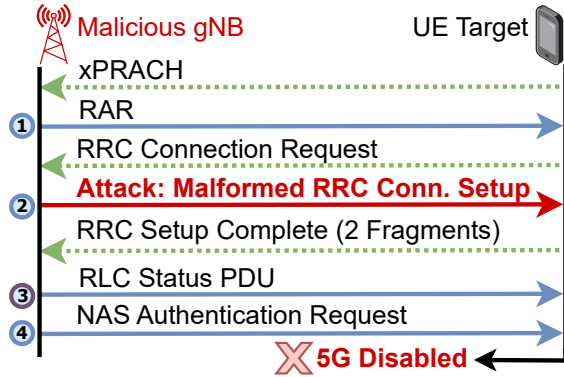 Malicious gNB
UE Target
xPRACH
1
RAR
RRC Connection Request
2
Attack: Malformed RRC Conn. Setup
RRC Setup Complete (2 Fragments)
3
RLC Status PDU
4
NAS Authentication Request
5G Disabled